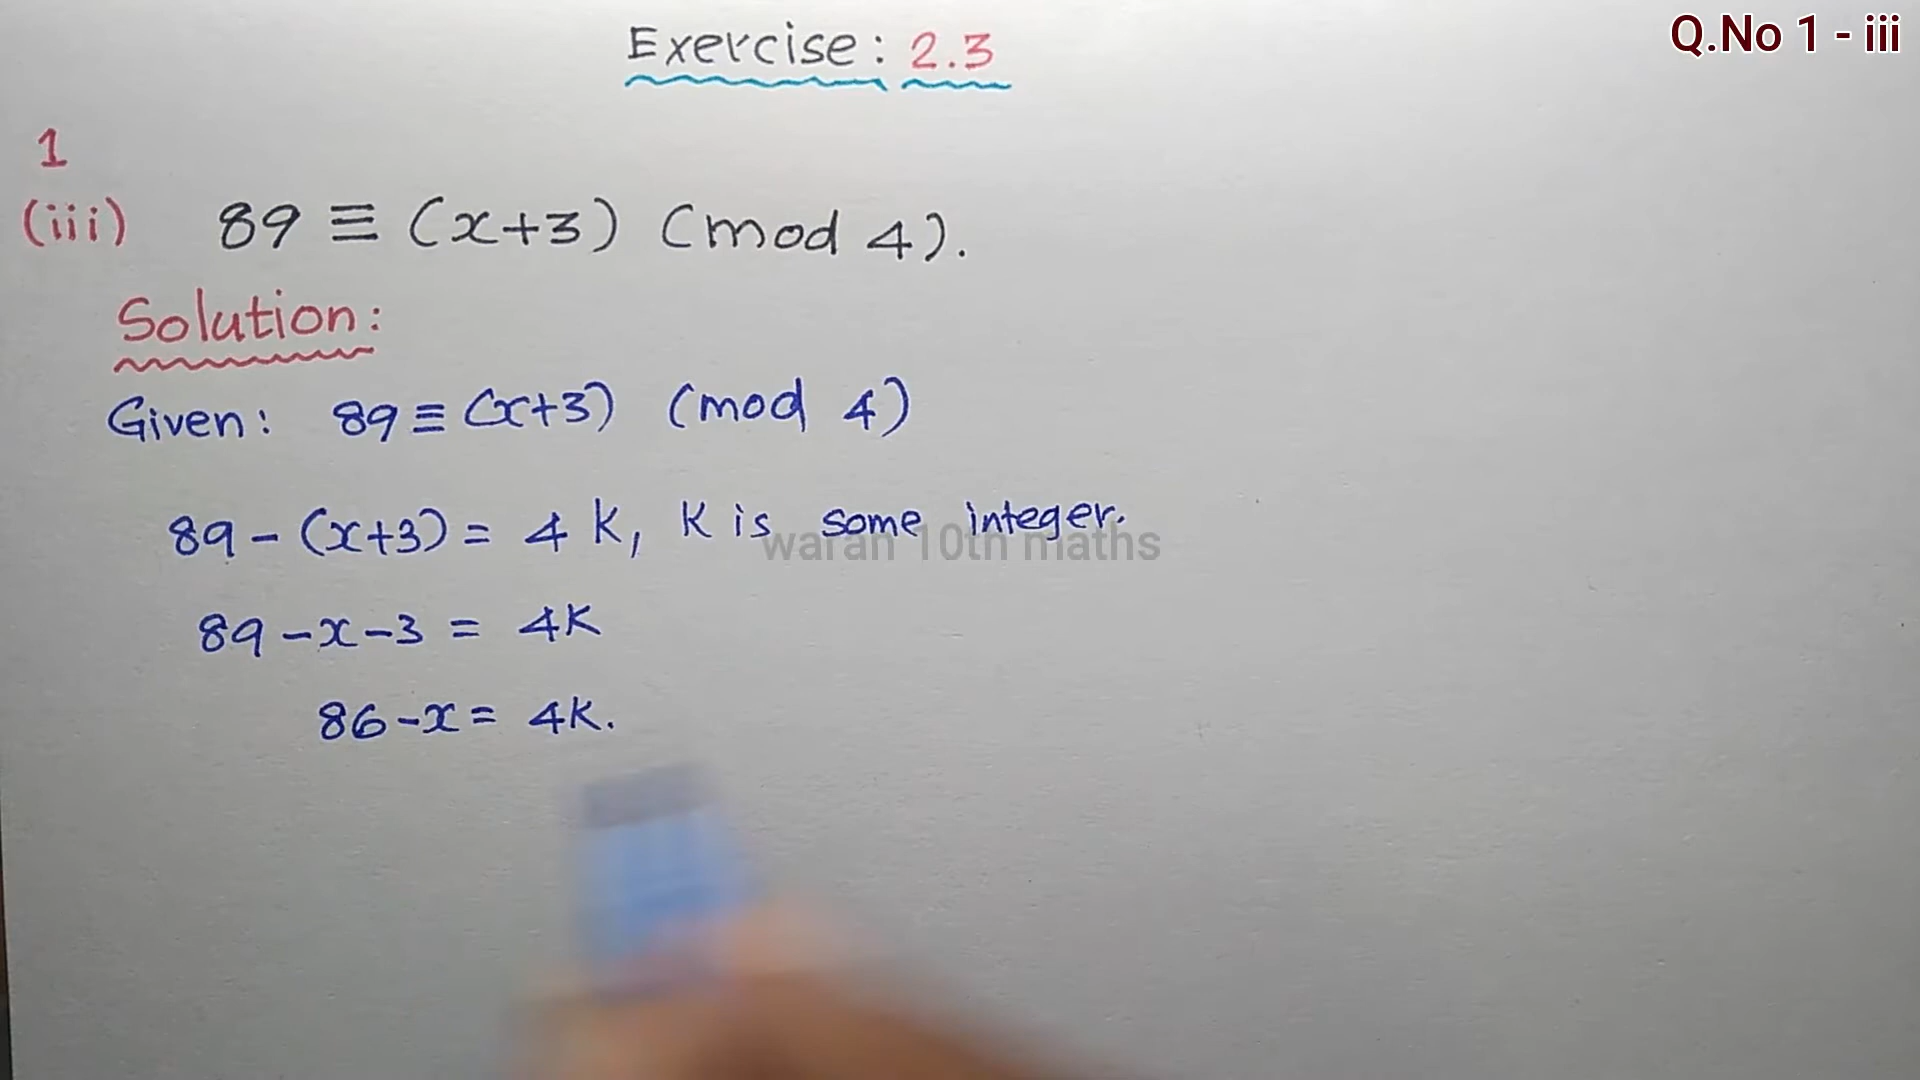 Exercise: 2.3
Q.No 1 - iii
1
(iii) 89 ≡ (x+3) (mod 4).
Solution:
Given: 89 ≡ (x+3) (mod 4)
89 - (x+3) = 4 K, K is some integer.
waran 10th maths
89 - x - 3 = 4K
86 - x = 4K.